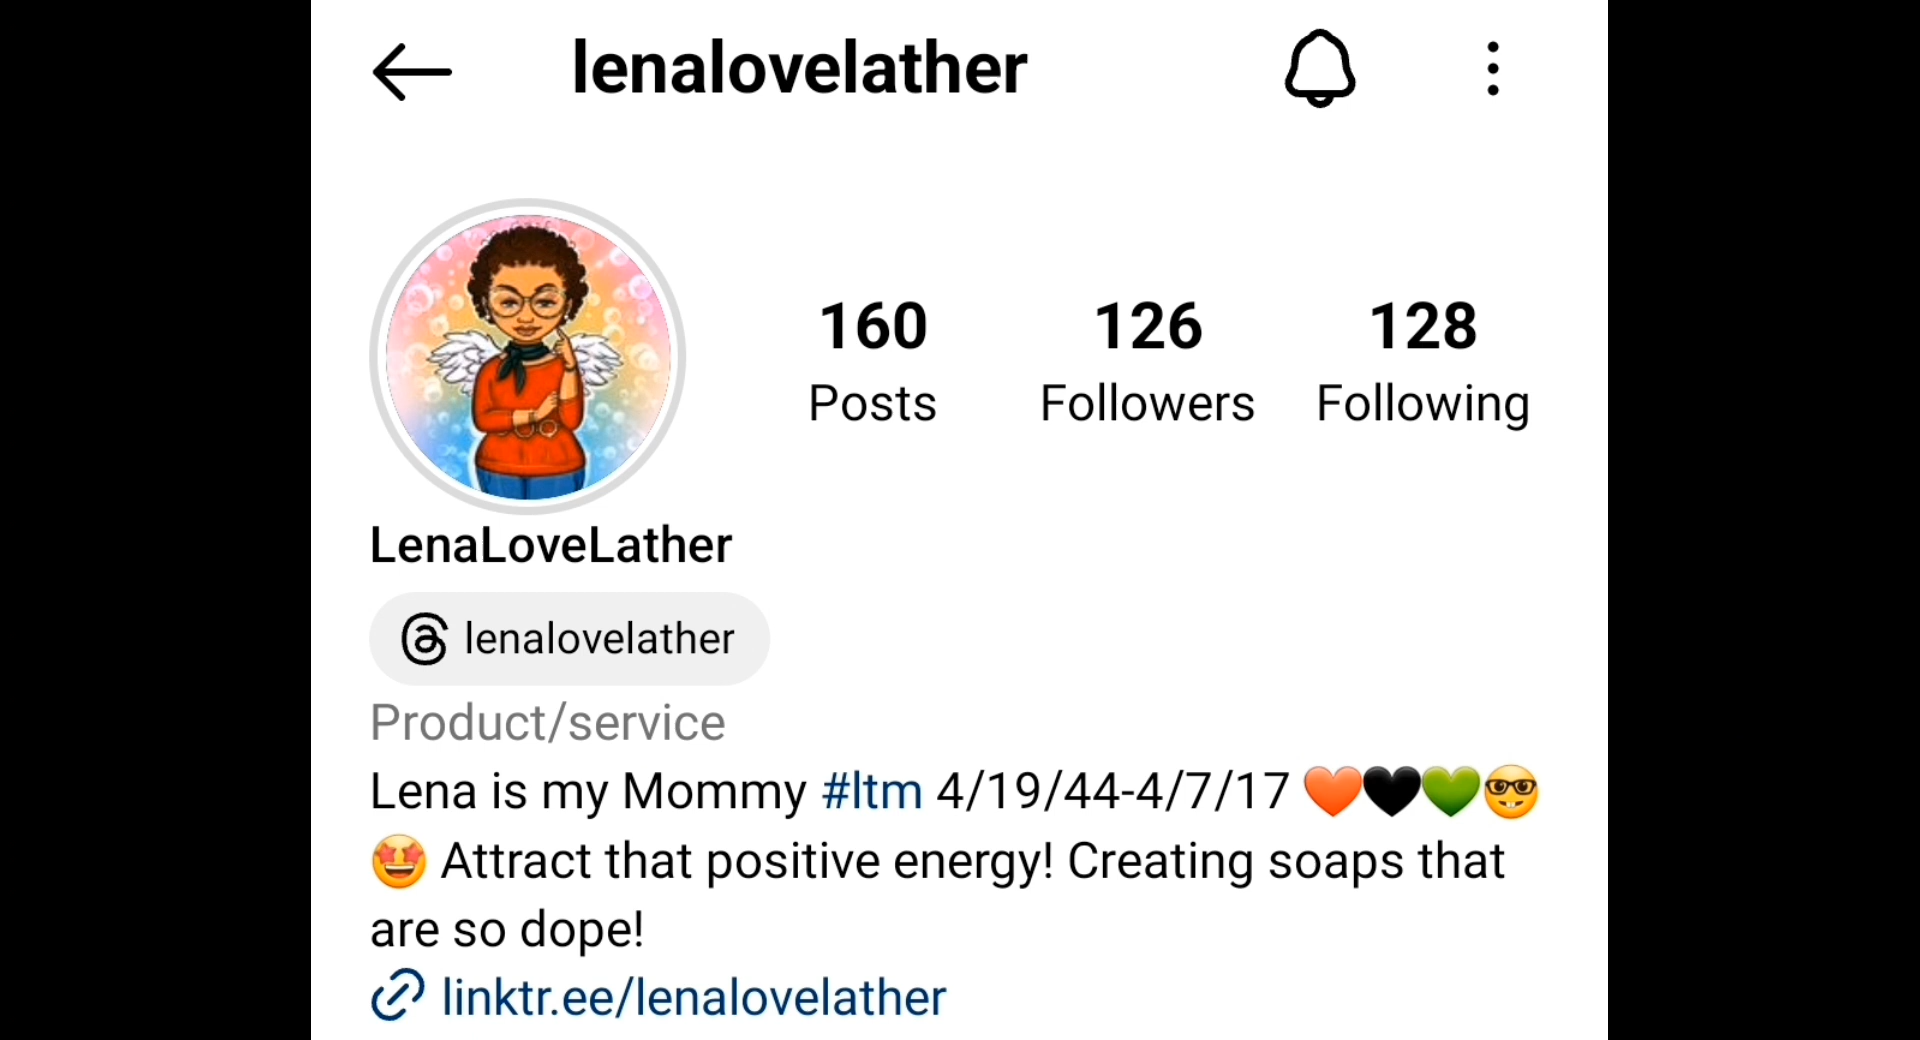 lenalovelather
160 126 128
Posts Followers Following
LenaLoveLather
lenalovelather
Product/service
Lena is my Mommy #ltm 4/19/44-4/7/17 🧡🖤💚🤓
🤩 Attract that positive energy! Creating soaps that
are so dope!
linktr.ee/lenalovelather